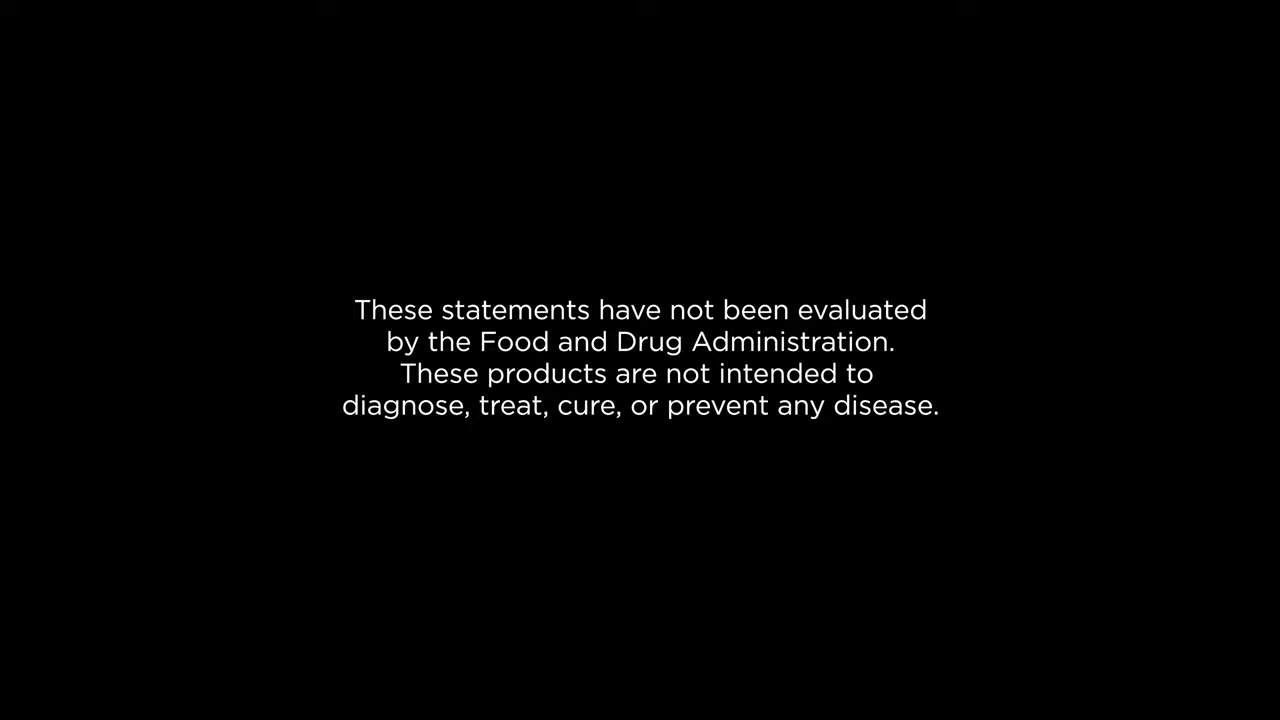 These statements have not been evaluated
by the Food and Drug Administration.
These products are not intended to
diagnose, treat, cure, or prevent any disease.